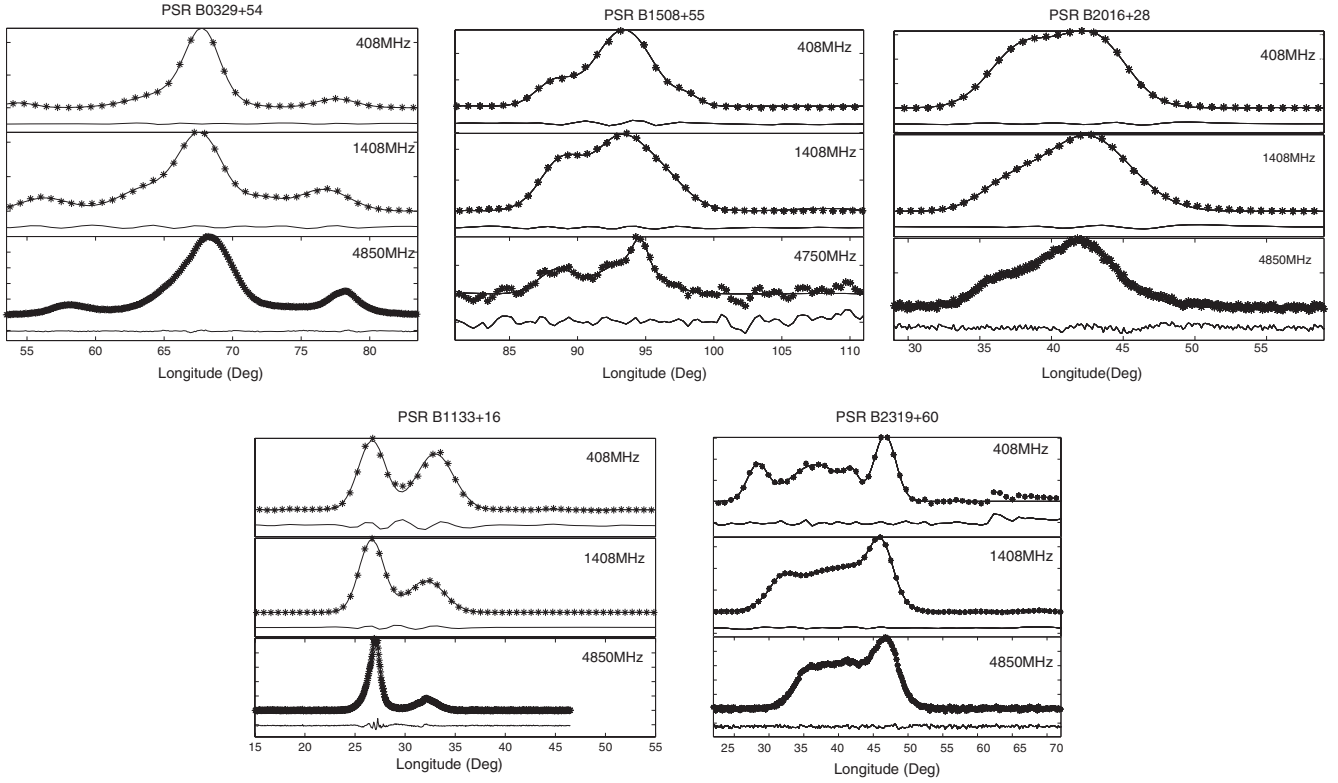 PSR B0329+54
408MHz
1408MHz
4850MHz
55 60 65 70 75 80
Longitude (Deg)
PSR B1508+55
408MHz
1408MHz
4750MHz
85 90 95 100 105 110
Longitude (Deg)
PSR B2016+28
408MHz
1408MHz
4850MHz
30 35 40 45 50 55
Longitude(Deg)
PSR B1133+16
408MHz
1408MHz
4850MHz
15 20 25 30 35 40 45 50 55
Longitude (Deg)
PSR B2319+60
408MHz
1408MHz
4850MHz
25 30 35 40 45 50 55 60 65 70
Longitude (Deg)